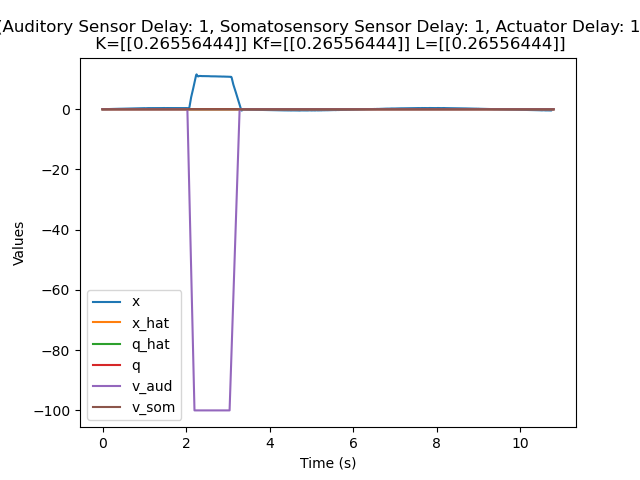 (Auditory Sensor Delay: 1, Somatosensory Sensor Delay: 1, Actuator Delay: 1
K=[[0.26556444]] Kf=[[0.26556444]] L=[[0.26556444]]
Values
0
−20
−40
−60
−80
−100
x
x_hat
q_hat
q
v_aud
v_som
0 2 4 6 8 10
Time (s)